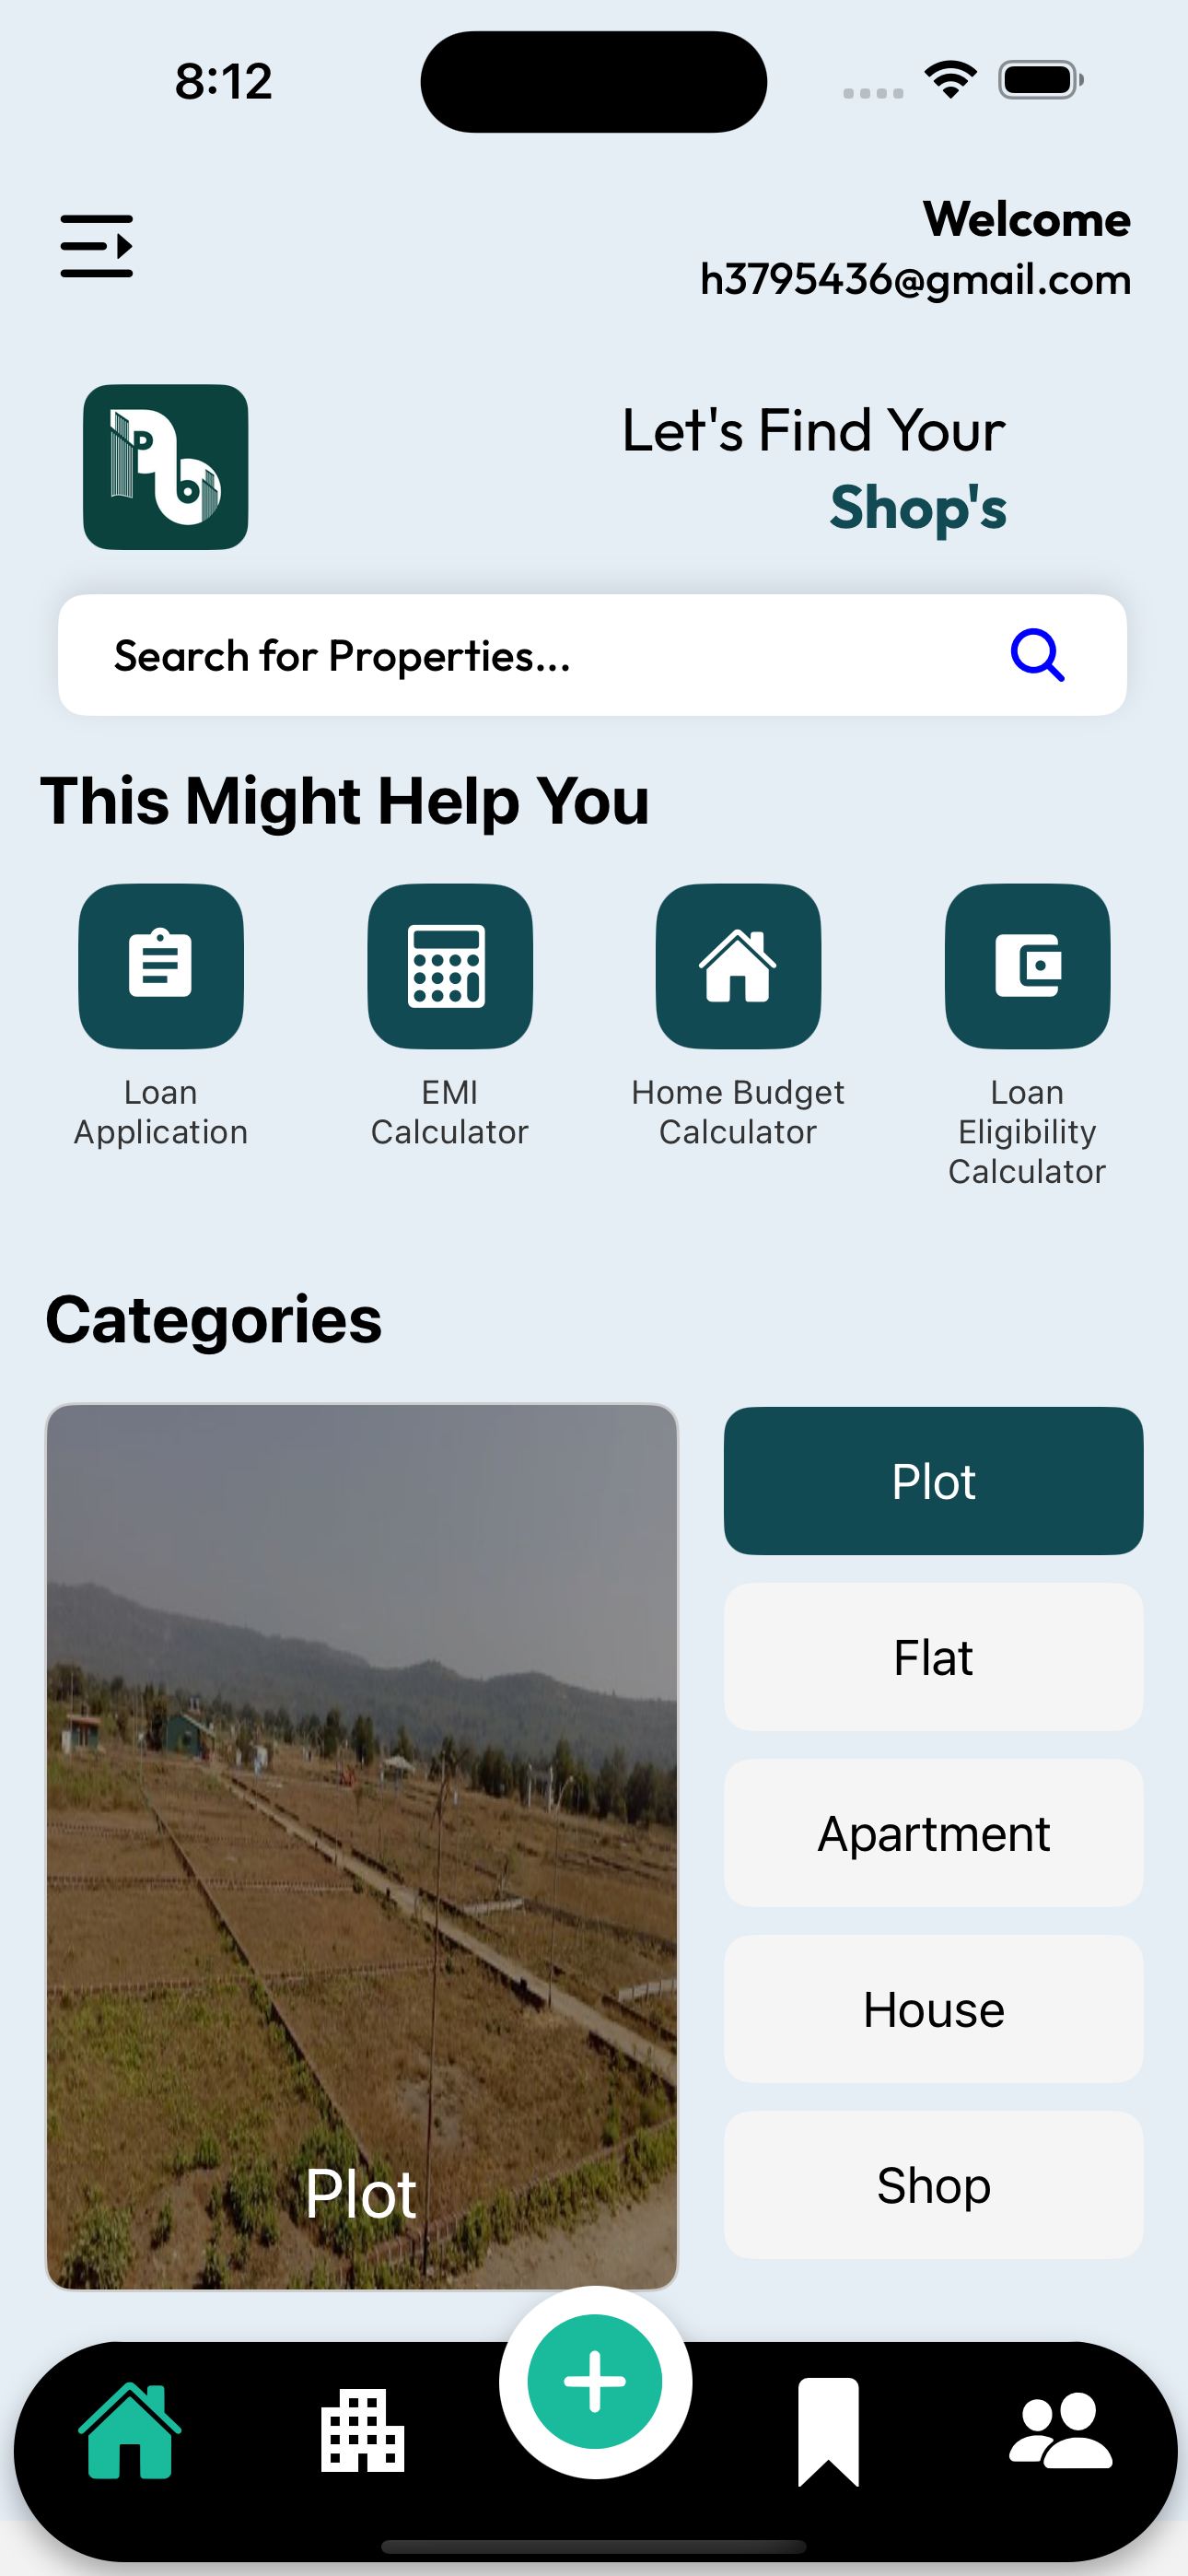 8:12
Welcome
h3795436@gmail.com
Let's Find Your
Shop's
Search for Properties...
This Might Help You
Loan
Application
EMI
Calculator
Home Budget
Calculator
Loan
Eligibility
Calculator
Categories
Plot
Flat
Apartment
House
Shop
Plot